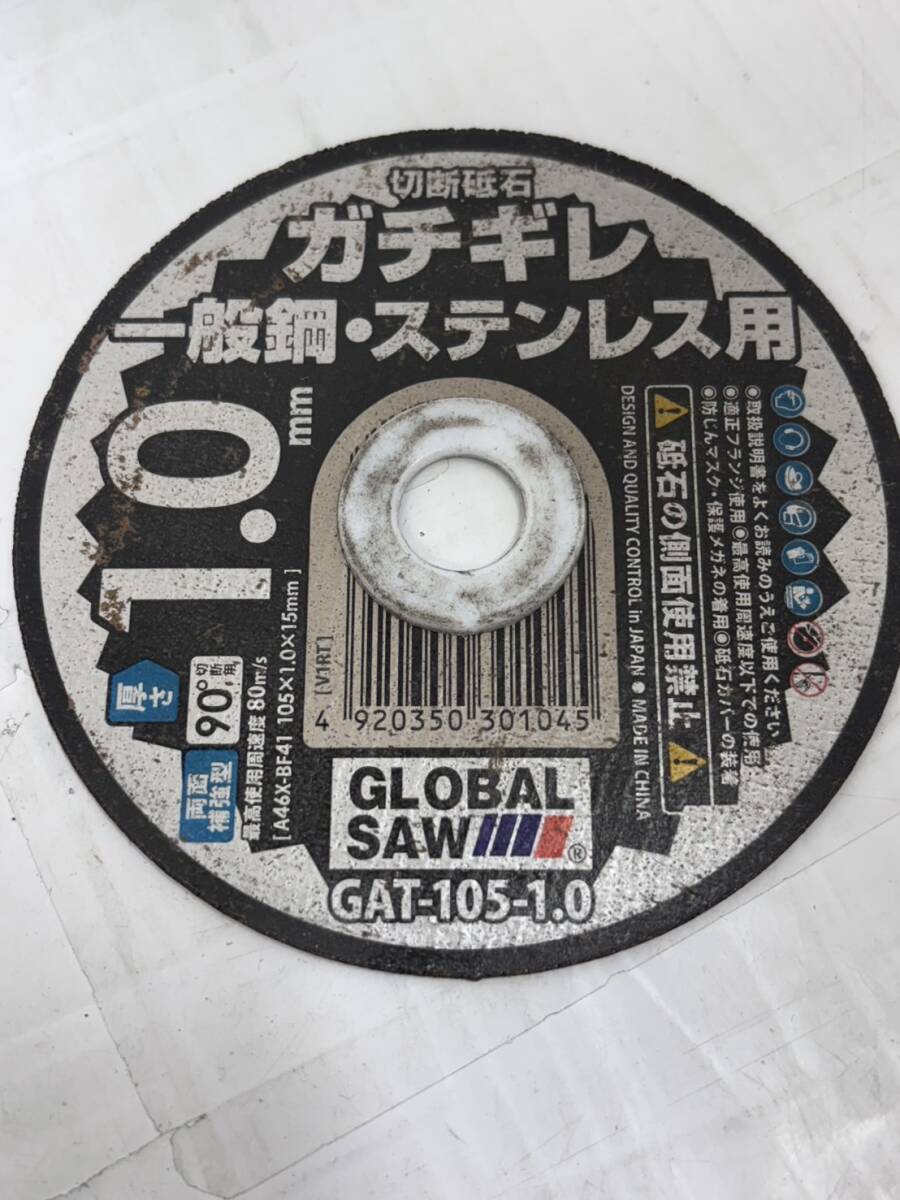 切断砥石
ガチギレ
一般鋼・ステンレス用
1.0mm
厚さ
90°切断用
両面
補強型
最高使用周速度 80m/s
[A46X-BF41 105×1.0×15mm]
[V1RT]
4 920350 301045
DESIGN AND QUALITY CONTROL in JAPAN ● MADE IN CHINA
砥石の側面使用禁止
●取扱説明書をよくお読みのうえご使用ください
●適正フランジ使用●最高使用周速度以下での使用
●防じんマスク・保護メガネの着用●砥石カバーの装着
GLOBAL
SAW®
GAT-105-1.0